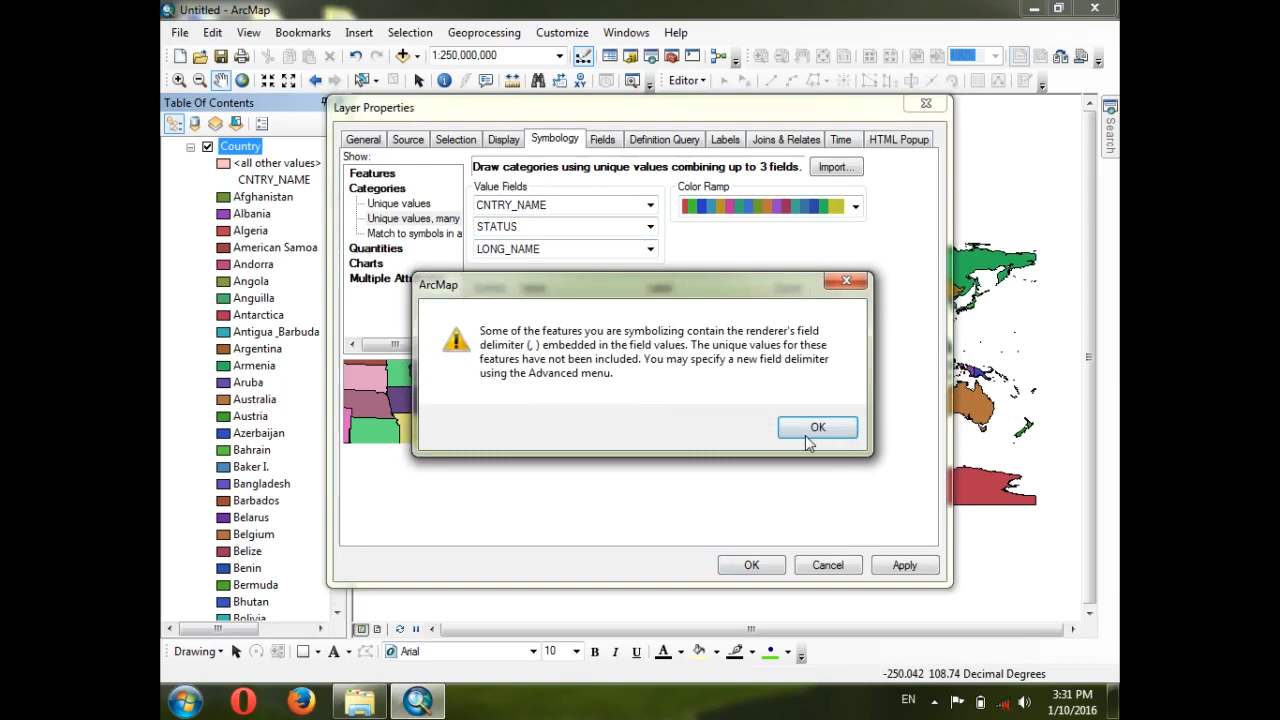 Untitled - ArcMap
File Edit View Bookmarks Insert Selection Geoprocessing Customize Windows Help
1:250,000,000
100%
Editor
Table Of Contents
Country
<all other values>
CNTRY_NAME
Afghanistan
Albania
Algeria
American Samoa
Andorra
Angola
Anguilla
Antarctica
Antigua _Barbuda
Argentina
Armenia
Aruba
Australia
Austria
Azerbaijan
Bahrain
Baker I.
Bangladesh
Barbados
Belarus
Belgium
Belize
Benin
Bermuda
Bhutan
Bolivia
Layer Properties
General Source Selection Display Symbology Fields Definition Query Labels Joins & Relates Time HTML Popup
Show:
Features
Categories
Unique values
Unique values, many
Match to symbols in a
Quantities
Charts
Multiple Att
Draw categories using unique values combining up to 3 fields.
Import...
Value Fields
CNTRY_NAME
STATUS
LONG_NAME
Color Ramp
ArcMap
Some of the features you are symbolizing contain the renderer's field
delimiter (, ) embedded in the field values. The unique values for these
features have not been included. You may specify a new field delimiter
using the Advanced menu.
OK
OK Cancel Apply
Search
Drawing
Arial
10
B I U A
-250.042 108.74 Decimal Degrees
EN
3:31 PM
1/10/2016